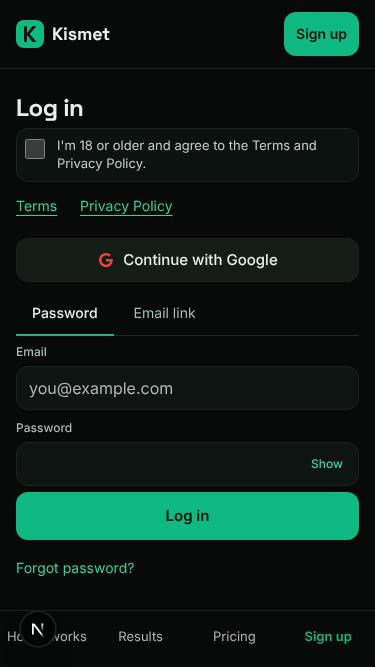 K Kismet
Sign up
Log in
I'm 18 or older and agree to the Terms and
Privacy Policy.
Terms Privacy Policy
G Continue with Google
Password Email link
Email
you@example.com
Password
Show
Log in
Forgot password?
N
works Results Pricing Sign up